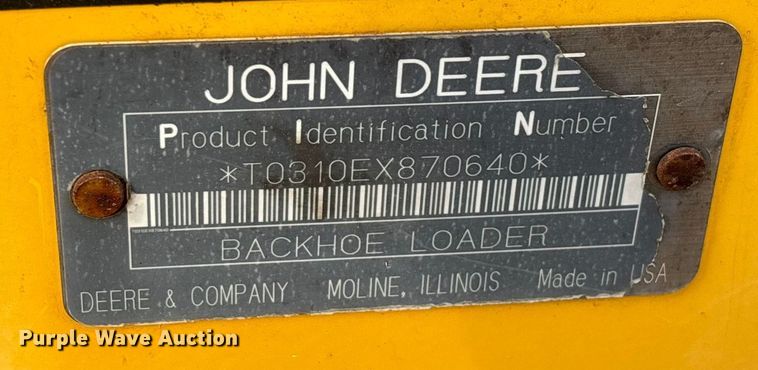 JOHN DEERE
Product Identification Number
*T0310EX870640*
BACKHOE LOADER
DEERE & COMPANY MOLINE, ILLINOIS Made in USA
Purple Wave Auction